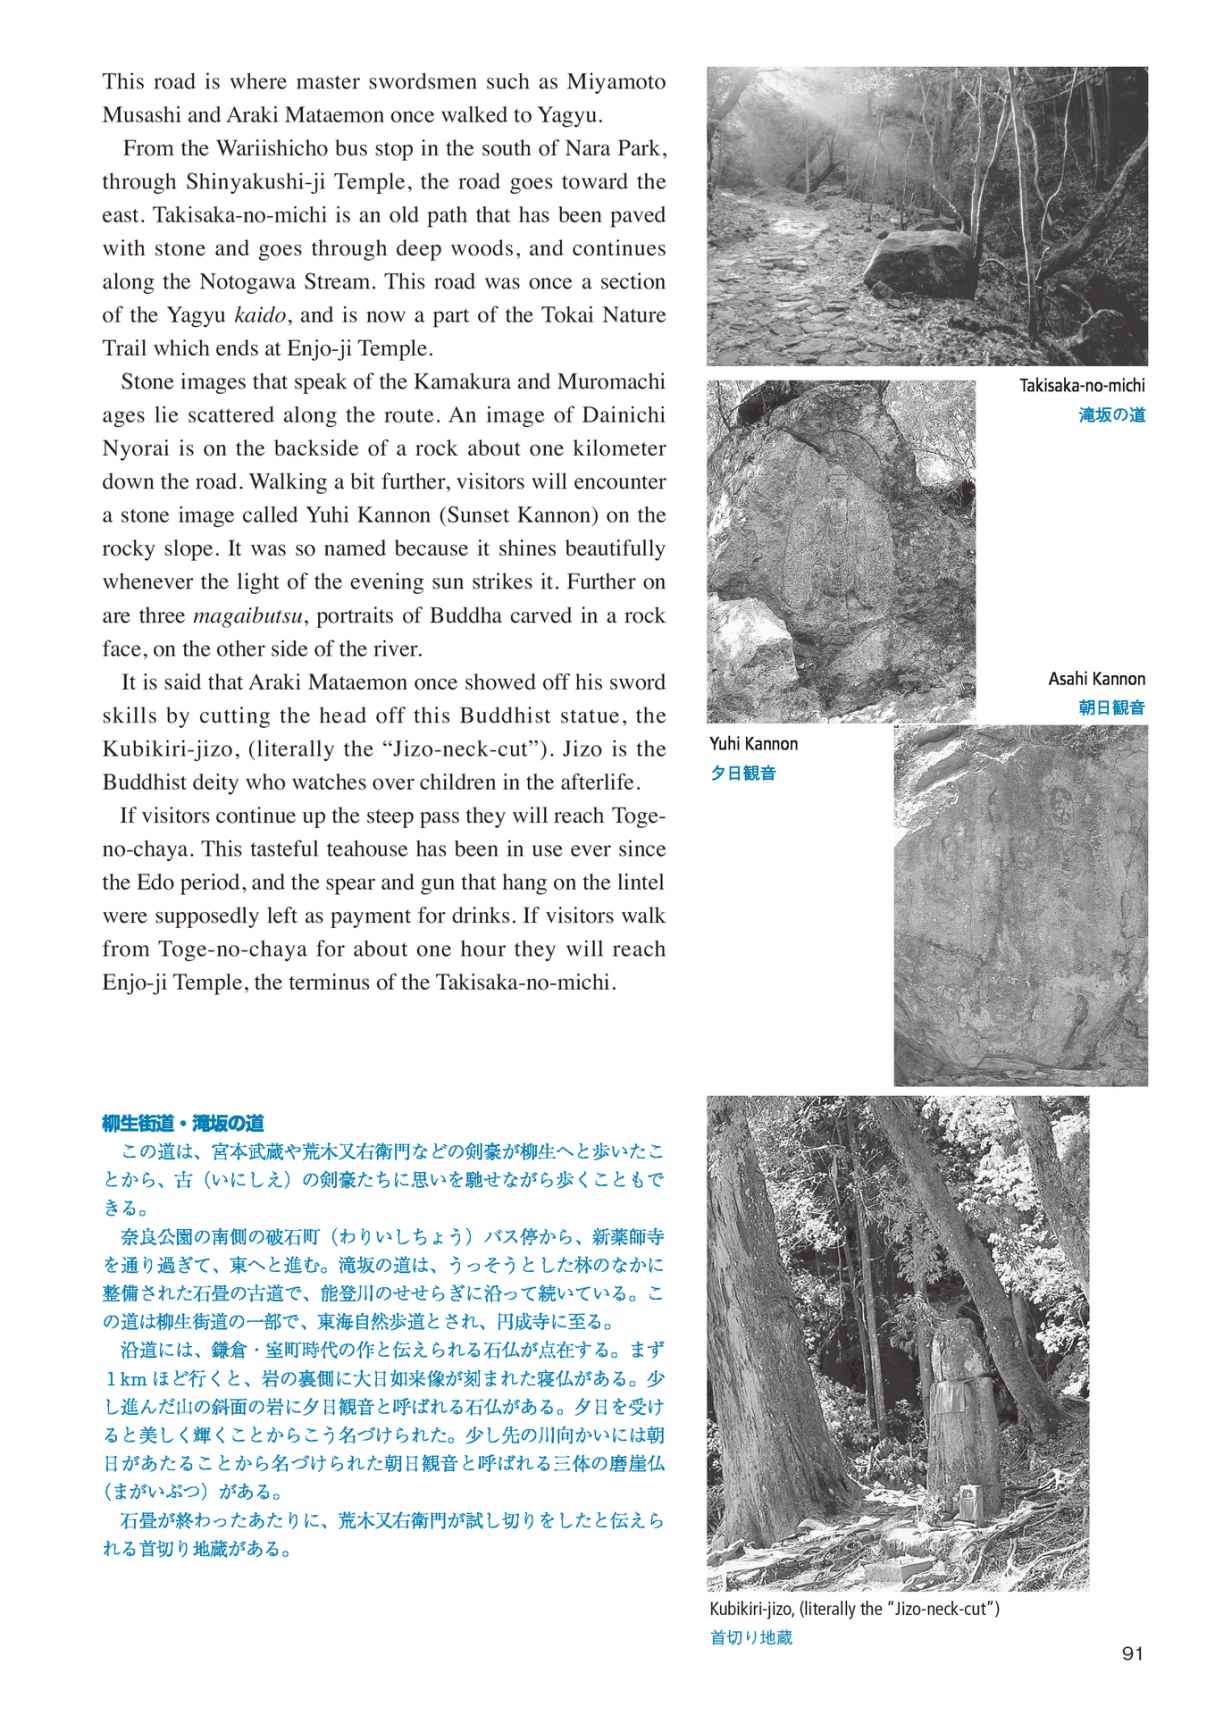 This road is where master swordsmen such as Miyamoto
Musashi and Araki Mataemon once walked to Yagyu.
From the Wariishicho bus stop in the south of Nara Park,
through Shinyakushi-ji Temple, the road goes toward the
east. Takisaka-no-michi is an old path that has been paved
with stone and goes through deep woods, and continues
along the Notogawa Stream. This road was once a section
of the Yagyu kaido, and is now a part of the Tokai Nature
Trail which ends at Enjo-ji Temple.
Stone images that speak of the Kamakura and Muromachi
ages lie scattered along the route. An image of Dainichi
Nyorai is on the backside of a rock about one kilometer
down the road. Walking a bit further, visitors will encounter
a stone image called Yuhi Kannon (Sunset Kannon) on the
rocky slope. It was so named because it shines beautifully
whenever the light of the evening sun strikes it. Further on
are three magaibutsu, portraits of Buddha carved in a rock
face, on the other side of the river.
It is said that Araki Mataemon once showed off his sword
skills by cutting the head off this Buddhist statue, the
Kubikiri-jizo, (literally the “Jizo-neck-cut”). Jizo is the
Buddhist deity who watches over children in the afterlife.
If visitors continue up the steep pass they will reach Toge-
no-chaya. This tasteful teahouse has been in use ever since
the Edo period, and the spear and gun that hang on the lintel
were supposedly left as payment for drinks. If visitors walk
from Toge-no-chaya for about one hour they will reach
Enjo-ji Temple, the terminus of the Takisaka-no-michi.
柳生街道・滝坂の道
この道は、宮本武蔵や荒木又右衛門などの剣豪が柳生へと歩いたこ
とから、古（いにしえ）の剣豪たちに思いを馳せながら歩くこともで
きる。
奈良公園の南側の破石町（わりいしちょう）バス停から、新薬師寺
を通り過ぎて、東へと進む。滝坂の道は、うっそうとした林のなかに
整備された石畳の古道で、能登川のせせらぎに沿って続いている。こ
の道は柳生街道の一部で、東海自然歩道とされ、円成寺に至る。
沿道には、鎌倉・室町時代の作と伝えられる石仏が点在する。まず
1 km ほど行くと、岩の裏側に大日如来像が刻まれた寝仏がある。少
し進んだ山の斜面の岩に夕日観音と呼ばれる石仏がある。夕日を受け
ると美しく輝くことからこう名づけられた。少し先の川向かいには朝
日があたることから名づけられた朝日観音と呼ばれる三体の磨崖仏
（まがいぶつ）がある。
石畳が終わったあたりに、荒木又右衛門が試し切りをしたと伝えら
れる首切り地蔵がある。
Takisaka-no-michi
滝坂の道
Asahi Kannon
朝日観音
Yuhi Kannon
夕日観音
Kubikiri-jizo, (literally the “Jizo-neck-cut”)
首切り地蔵
91